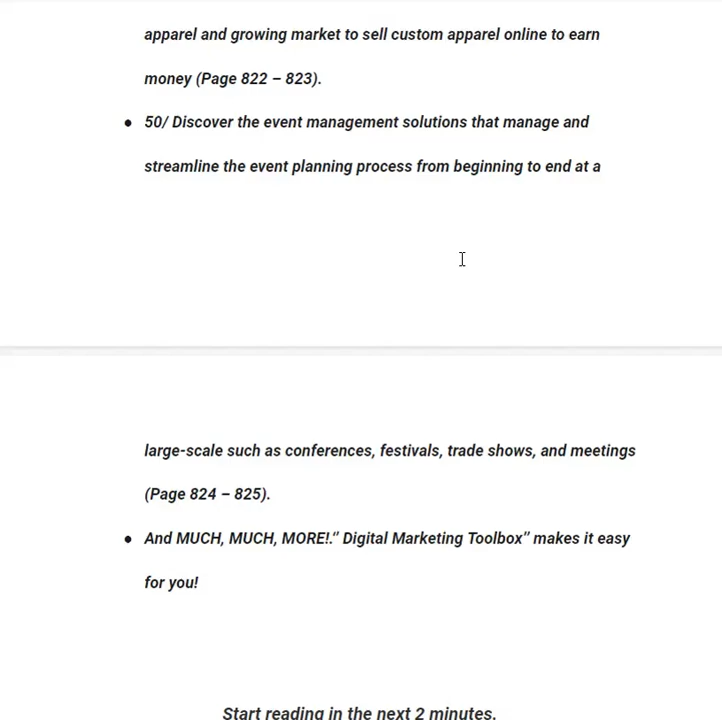 apparel and growing market to sell custom apparel online to earn
money (Page 822 – 823).
● 50/ Discover the event management solutions that manage and
streamline the event planning process from beginning to end at a
large-scale such as conferences, festivals, trade shows, and meetings
(Page 824 – 825).
● And MUCH, MUCH, MORE!." Digital Marketing Toolbox" makes it easy
for you!
Start reading in the next 2 minutes.